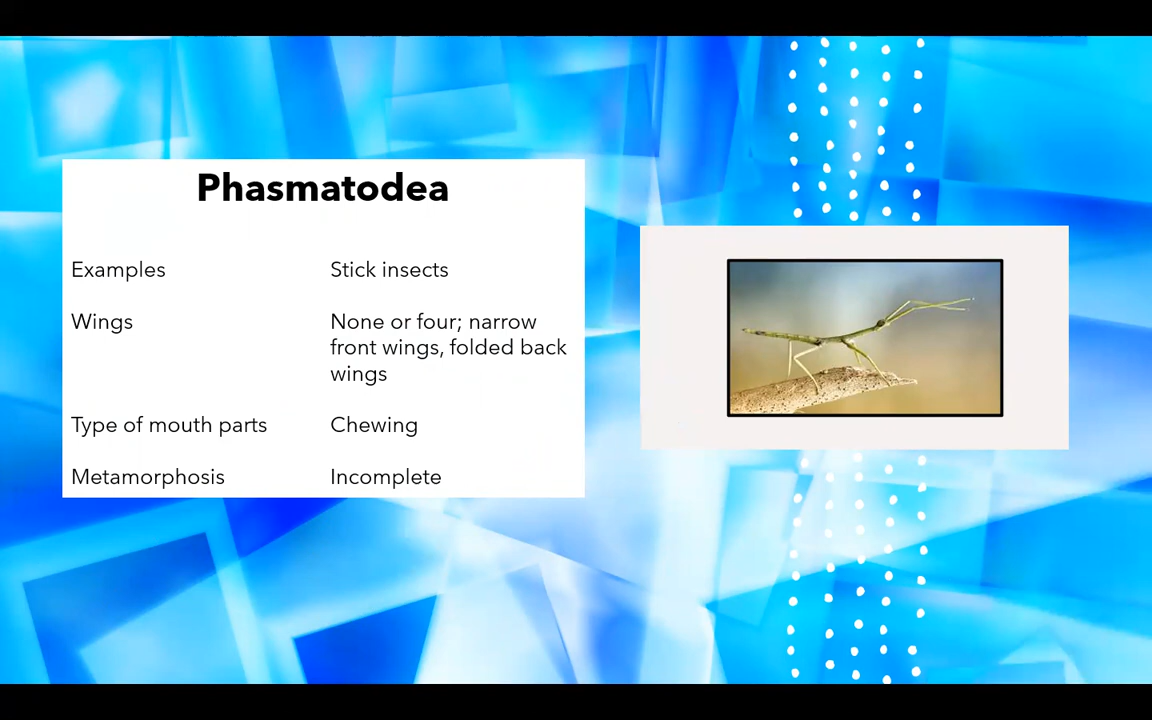 Phasmatodea
Examples Stick insects
Wings None or four; narrow
front wings, folded back
wings
Type of mouth parts Chewing
Metamorphosis Incomplete